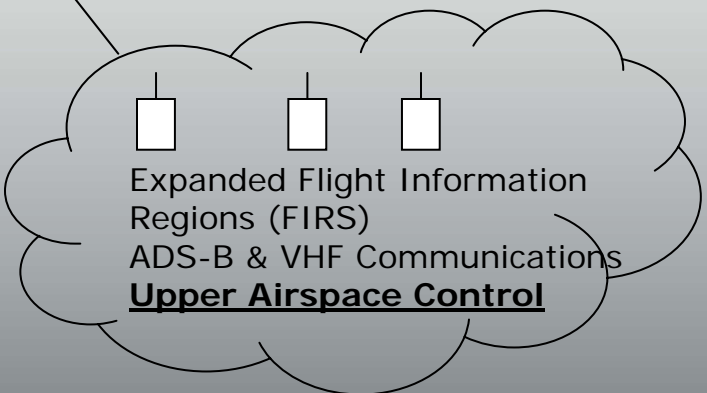 Expanded Flight Information
Regions (FIRS)
ADS-B & VHF Communications
Upper Airspace Control